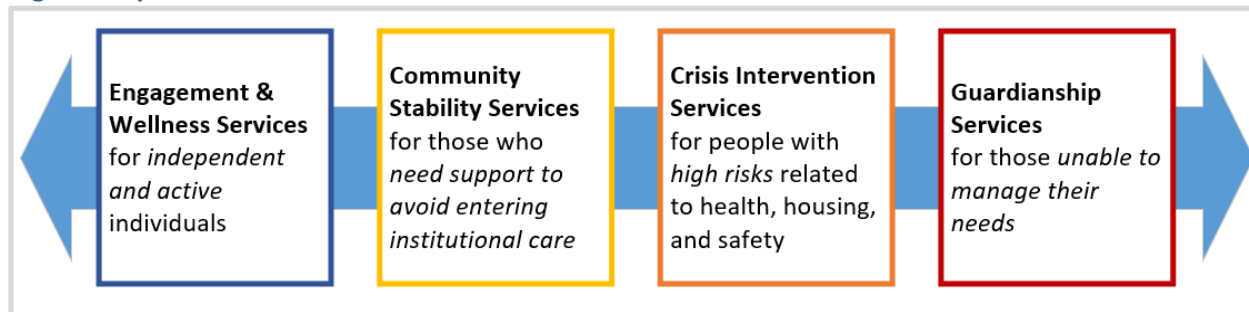 Engagement &
Wellness Services
for independent
and active
individuals
Community
Stability Services
for those who
need support to
avoid entering
institutional care
Crisis Intervention
Services
for people with
high risks related
to health, housing,
and safety
Guardianship
Services
for those unable to
manage their
needs